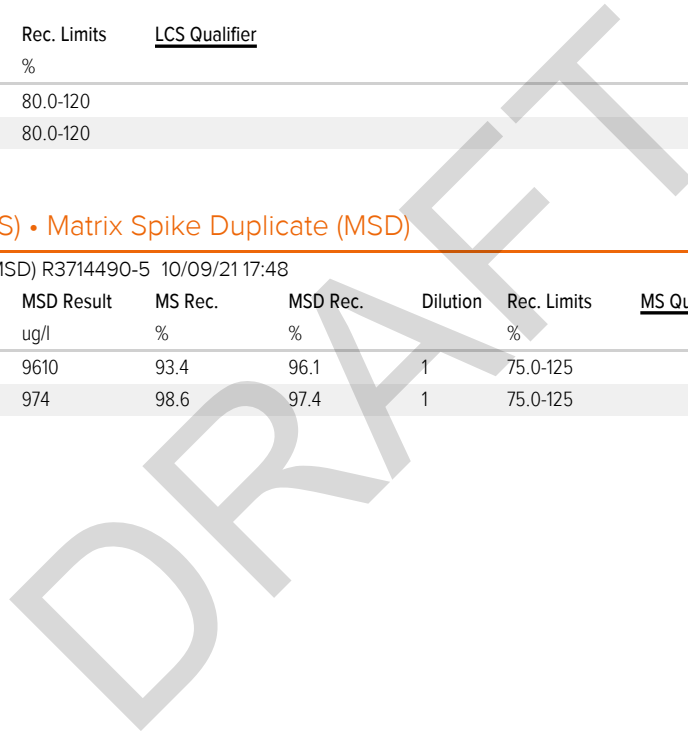 Rec. Limits LCS Qualifier
%
80.0-120
80.0-120
S) • Matrix Spike Duplicate (MSD)
MSD) R3714490-5 10/09/21 17:48
MSD Result MS Rec. MSD Rec. Dilution Rec. Limits MS Qu
ug/l % % %
9610 93.4 96.1 1 75.0-125
974 98.6 97.4 1 75.0-125
DRAFT